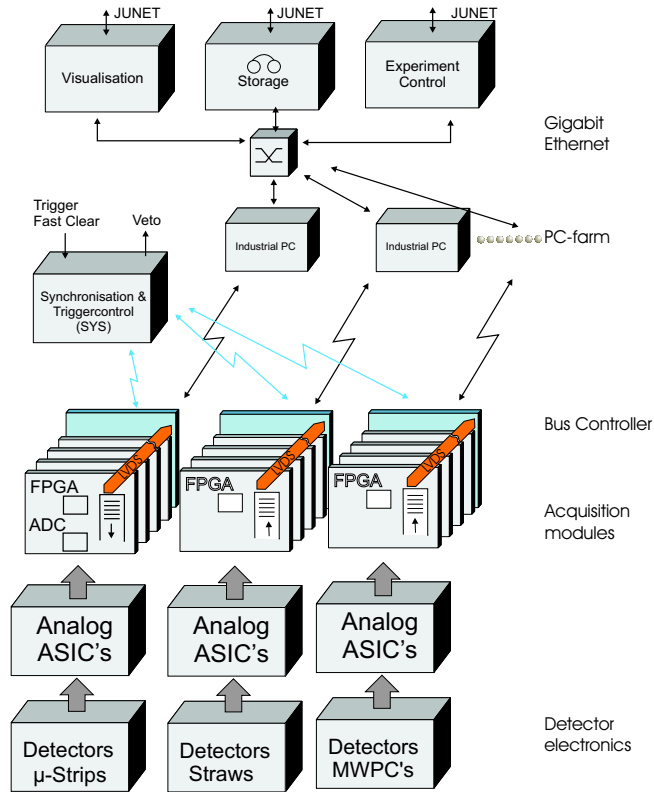 JUNET
JUNET
JUNET
Visualisation
Storage
Experiment
Control
Gigabit
Ethernet
Trigger
Fast Clear
Veto
Industrial PC
Industrial PC
PC-farm
Synchronisation &
Triggercontrol
(SYS)
Bus Controller
LVDS
LVDS
LVDS
FPGA
ADC
FPGA
FPGA
Acquisition
modules
Analog
ASIC's
Analog
ASIC's
Analog
ASIC's
Detectors
µ-Strips
Detectors
Straws
Detectors
MWPC's
Detector
electronics